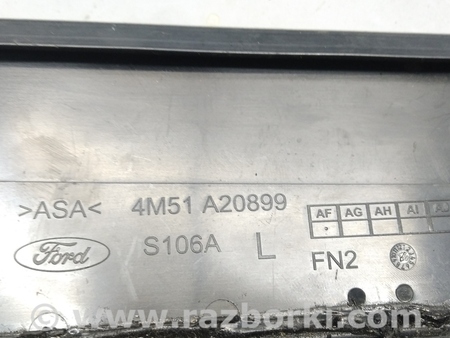 >ASA< 4M51 A20899 AF AG AH AI
Ford S106A L FN2
www.razborki.com